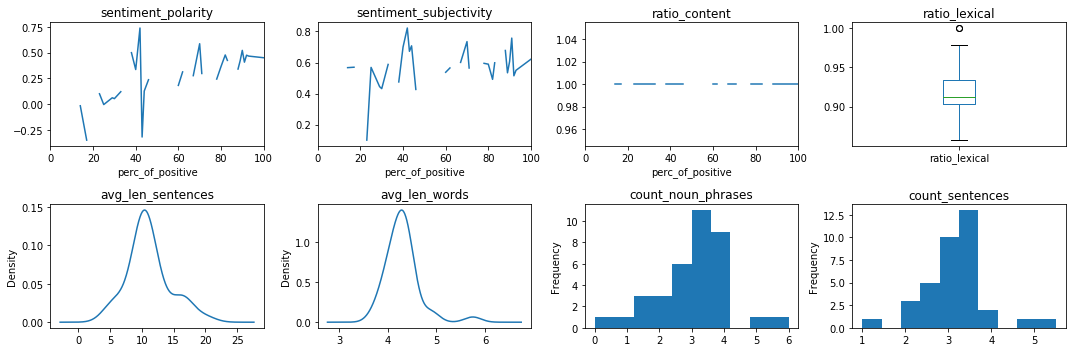 sentiment_polarity
0.75
0.50
0.25
0.00
−0.25
0 20 40 60 80 100
perc_of_positive
sentiment_subjectivity
0.8
0.6
0.4
0.2
0 20 40 60 80 100
perc_of_positive
ratio_content
1.04
1.02
1.00
0.98
0.96
0 20 40 60 80 100
perc_of_positive
ratio_lexical
1.00
0.95
0.90
ratio_lexical
avg_len_sentences
Density
0.15
0.10
0.05
0.00
0 5 10 15 20 25
avg_len_words
Density
1.0
0.5
0.0
3 4 5 6
count_noun_phrases
Frequency
10
8
6
4
2
0
0 1 2 3 4 5 6
count_sentences
Frequency
12.5
10.0
7.5
5.0
2.5
0.0
1 2 3 4 5